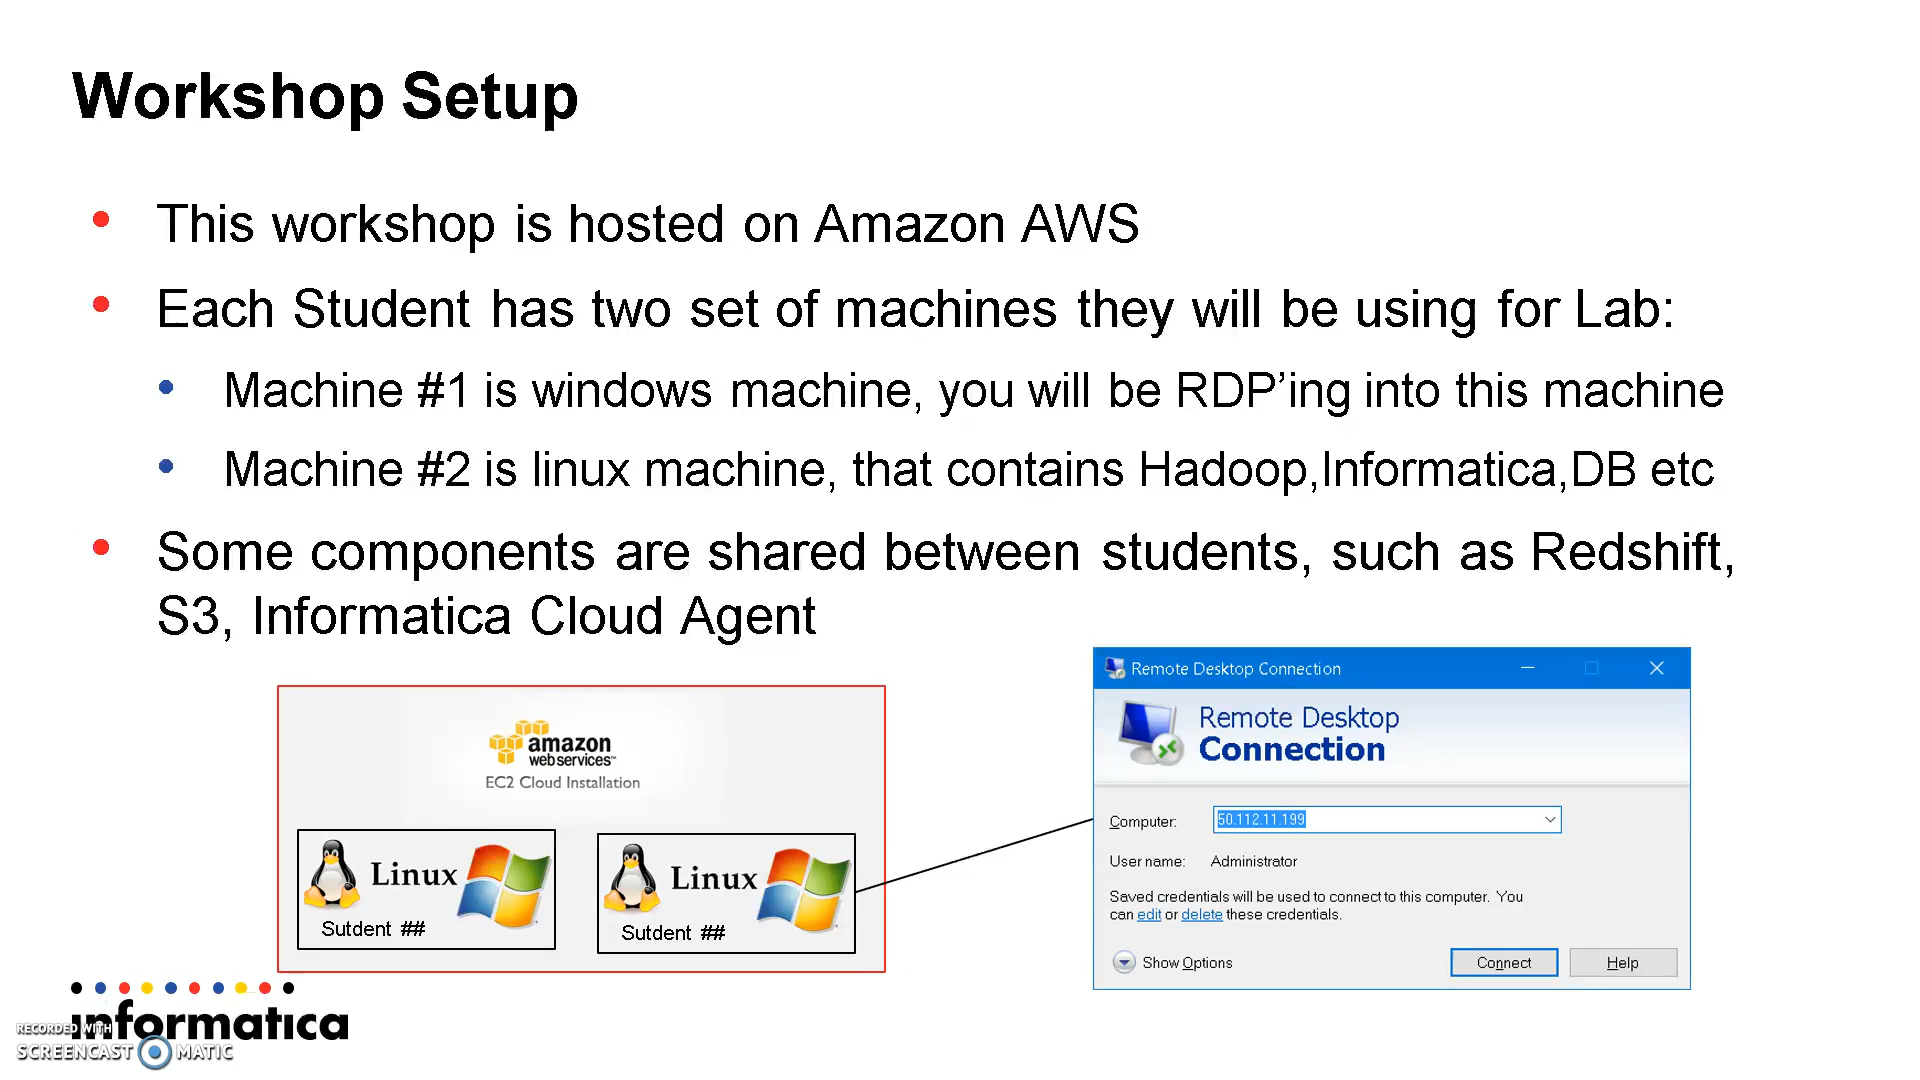 Workshop Setup
• This workshop is hosted on Amazon AWS
• Each Student has two set of machines they will be using for Lab:
• Machine #1 is windows machine, you will be RDP’ing into this machine
• Machine #2 is linux machine, that contains Hadoop,Informatica,DB etc
• Some components are shared between students, such as Redshift,
S3, Informatica Cloud Agent
amazon
webservices™
EC2 Cloud Installation
Linux
Sutdent ##
Linux
Sutdent ##
Remote Desktop Connection
Remote Desktop
Connection
Computer: 50.112.11.199
User name: Administrator
Saved credentials will be used to connect to this computer. You
can edit or delete these credentials.
Show Options
Connect
Help
informatica
RECORDED WITH
SCREENCAST MATIC